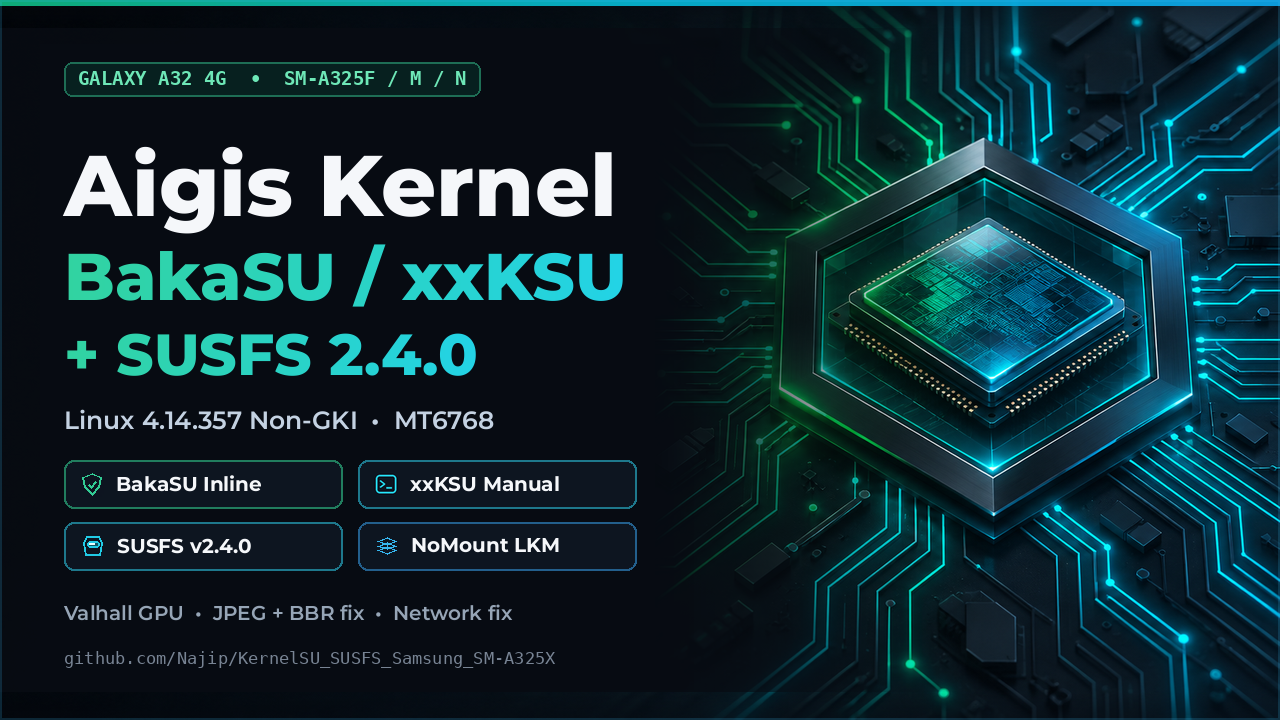 GALAXY A32 4G • SM-A325F / M / N
Aigis Kernel
BakaSU / xxKSU
+ SUSFS 2.4.0
Linux 4.14.357 Non-GKI • MT6768
BakaSU Inline
xxKSU Manual
SUSFS v2.4.0
NoMount LKM
Valhall GPU • JPEG + BBR fix • Network fix
github.com/Najip/KernelSU_SUSFS_Samsung_SM-A325X